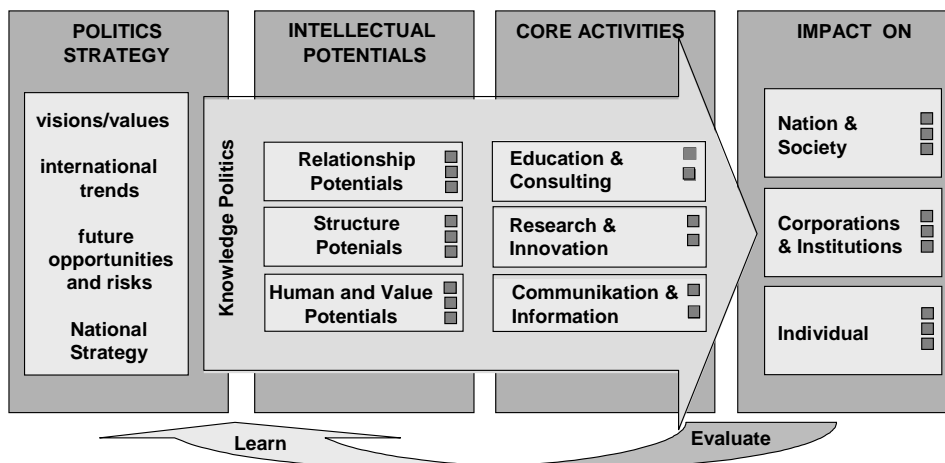 POLITICS
STRATEGY
visions/values
international
trends
future
opportunities
and risks
National
Strategy
INTELLECTUAL
POTENTIALS
Knowledge Politics
Relationship
Potentials
Structure
Potenials
Human and Value
Potentials
CORE ACTIVITIES
Education &
Consulting
Research &
Innovation
Communikation &
Information
IMPACT ON
Nation &
Society
Corporations
& Institutions
Individual
Learn
Evaluate